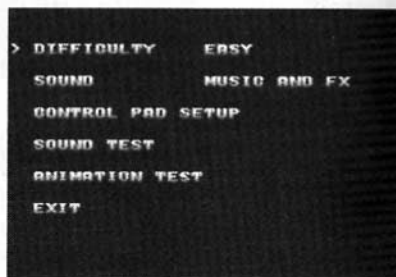 > DIFFICULTY EASY
SOUND MUSIC AND FX
CONTROL PAD SETUP
SOUND TEST
ANIMATION TEST
EXIT